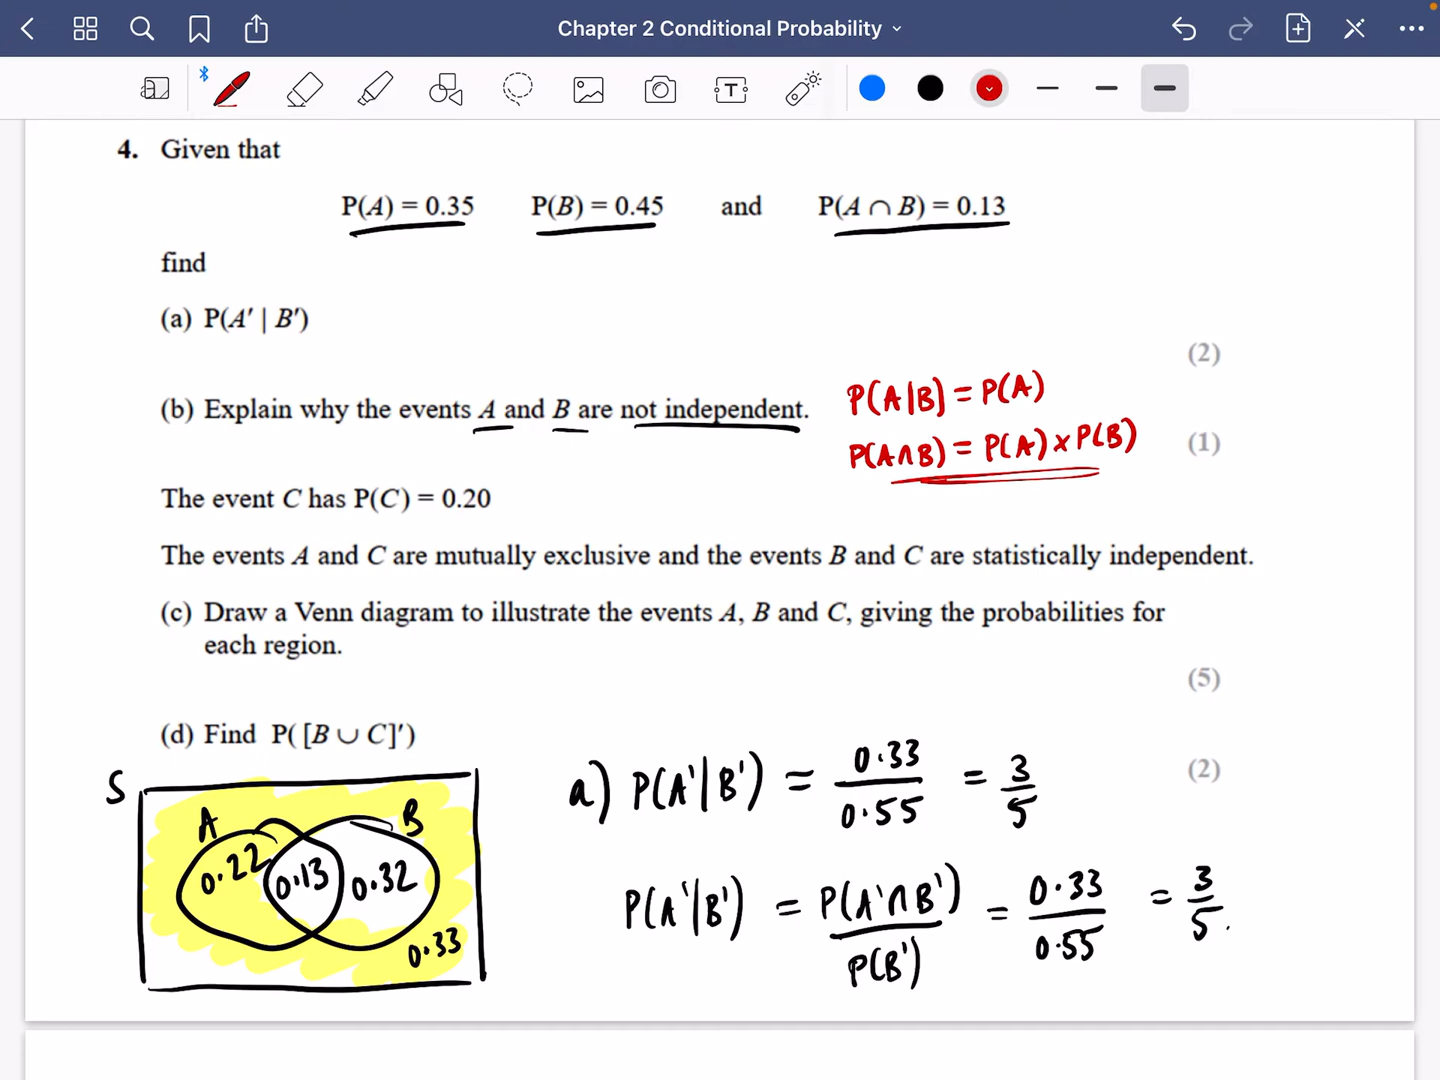 Chapter 2 Conditional Probability
4. Given that
P(A) = 0.35 P(B) = 0.45 and P(A ∩ B) = 0.13
find
(a) P(A′ | B′)
(2)
(b) Explain why the events A and B are not independent.
(1)
P(A|B) = P(A)
P(A∩B) = P(A) × P(B)
The event C has P(C) = 0.20
The events A and C are mutually exclusive and the events B and C are statistically independent.
(c) Draw a Venn diagram to illustrate the events A, B and C, giving the probabilities for
each region.
(5)
(d) Find P( [B ∪ C]′)
(2)
S
A B
0.22 0.13 0.32
0.33
a) P(A'|B') = 0.33/0.55 = 3/5
P(A'|B') = P(A'∩B')/P(B') = 0.33/0.55 = 3/5.